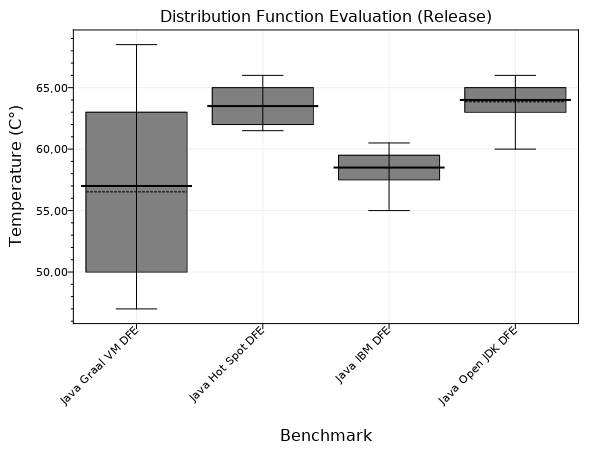 Distribution Function Evaluation (Release)
Temperature (C°)
65,00
60,00
55,00
50,00
Java Graal VM DFE
Java Hot Spot DFE
Java IBM DFE
Java Open JDK DFE
Benchmark